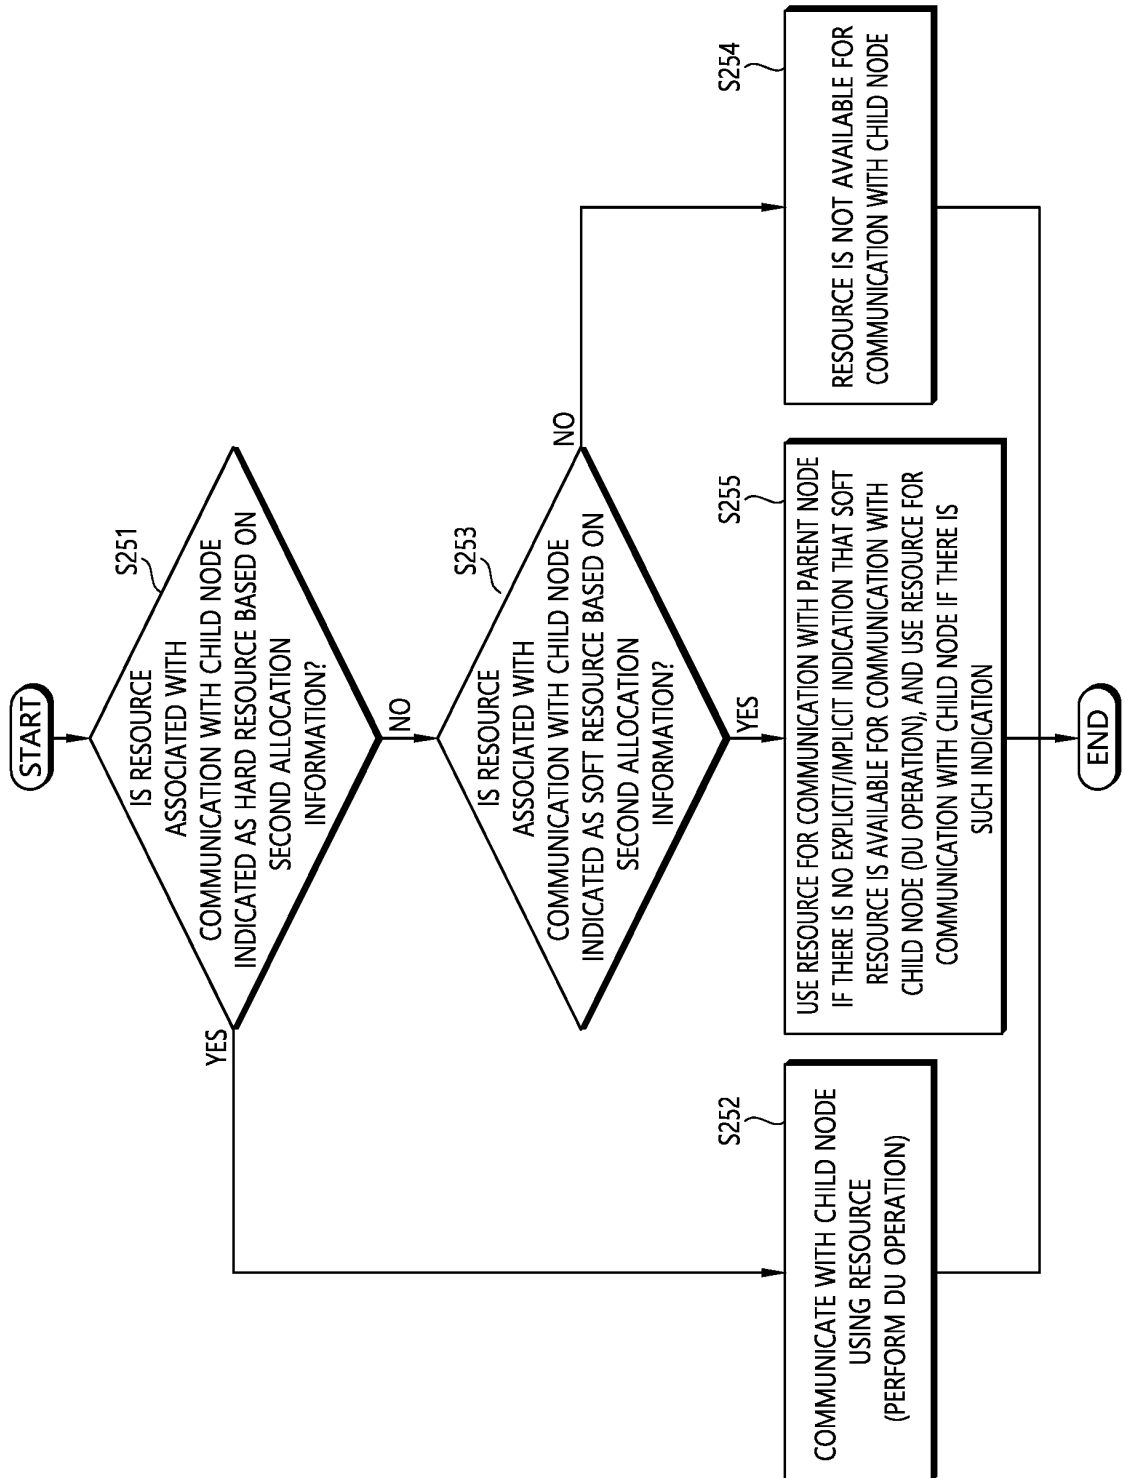 START
S251
IS RESOURCE
ASSOCIATED WITH
COMMUNICATION WITH CHILD NODE
INDICATED AS HARD RESOURCE BASED ON
SECOND ALLOCATION
INFORMATION?
YES
NO
S253
IS RESOURCE
ASSOCIATED WITH
COMMUNICATION WITH CHILD NODE
INDICATED AS SOFT RESOURCE BASED ON
SECOND ALLOCATION
INFORMATION?
NO
YES
S252
COMMUNICATE WITH CHILD NODE
USING RESOURCE
(PERFORM DU OPERATION)
S255
USE RESOURCE FOR COMMUNICATION WITH PARENT NODE
IF THERE IS NO EXPLICIT/IMPLICIT INDICATION THAT SOFT
RESOURCE IS AVAILABLE FOR COMMUNICATION WITH
CHILD NODE (DU OPERATION), AND USE RESOURCE FOR
COMMUNICATION WITH CHILD NODE IF THERE IS
SUCH INDICATION
S254
RESOURCE IS NOT AVAILABLE FOR
COMMUNICATION WITH CHILD NODE
END